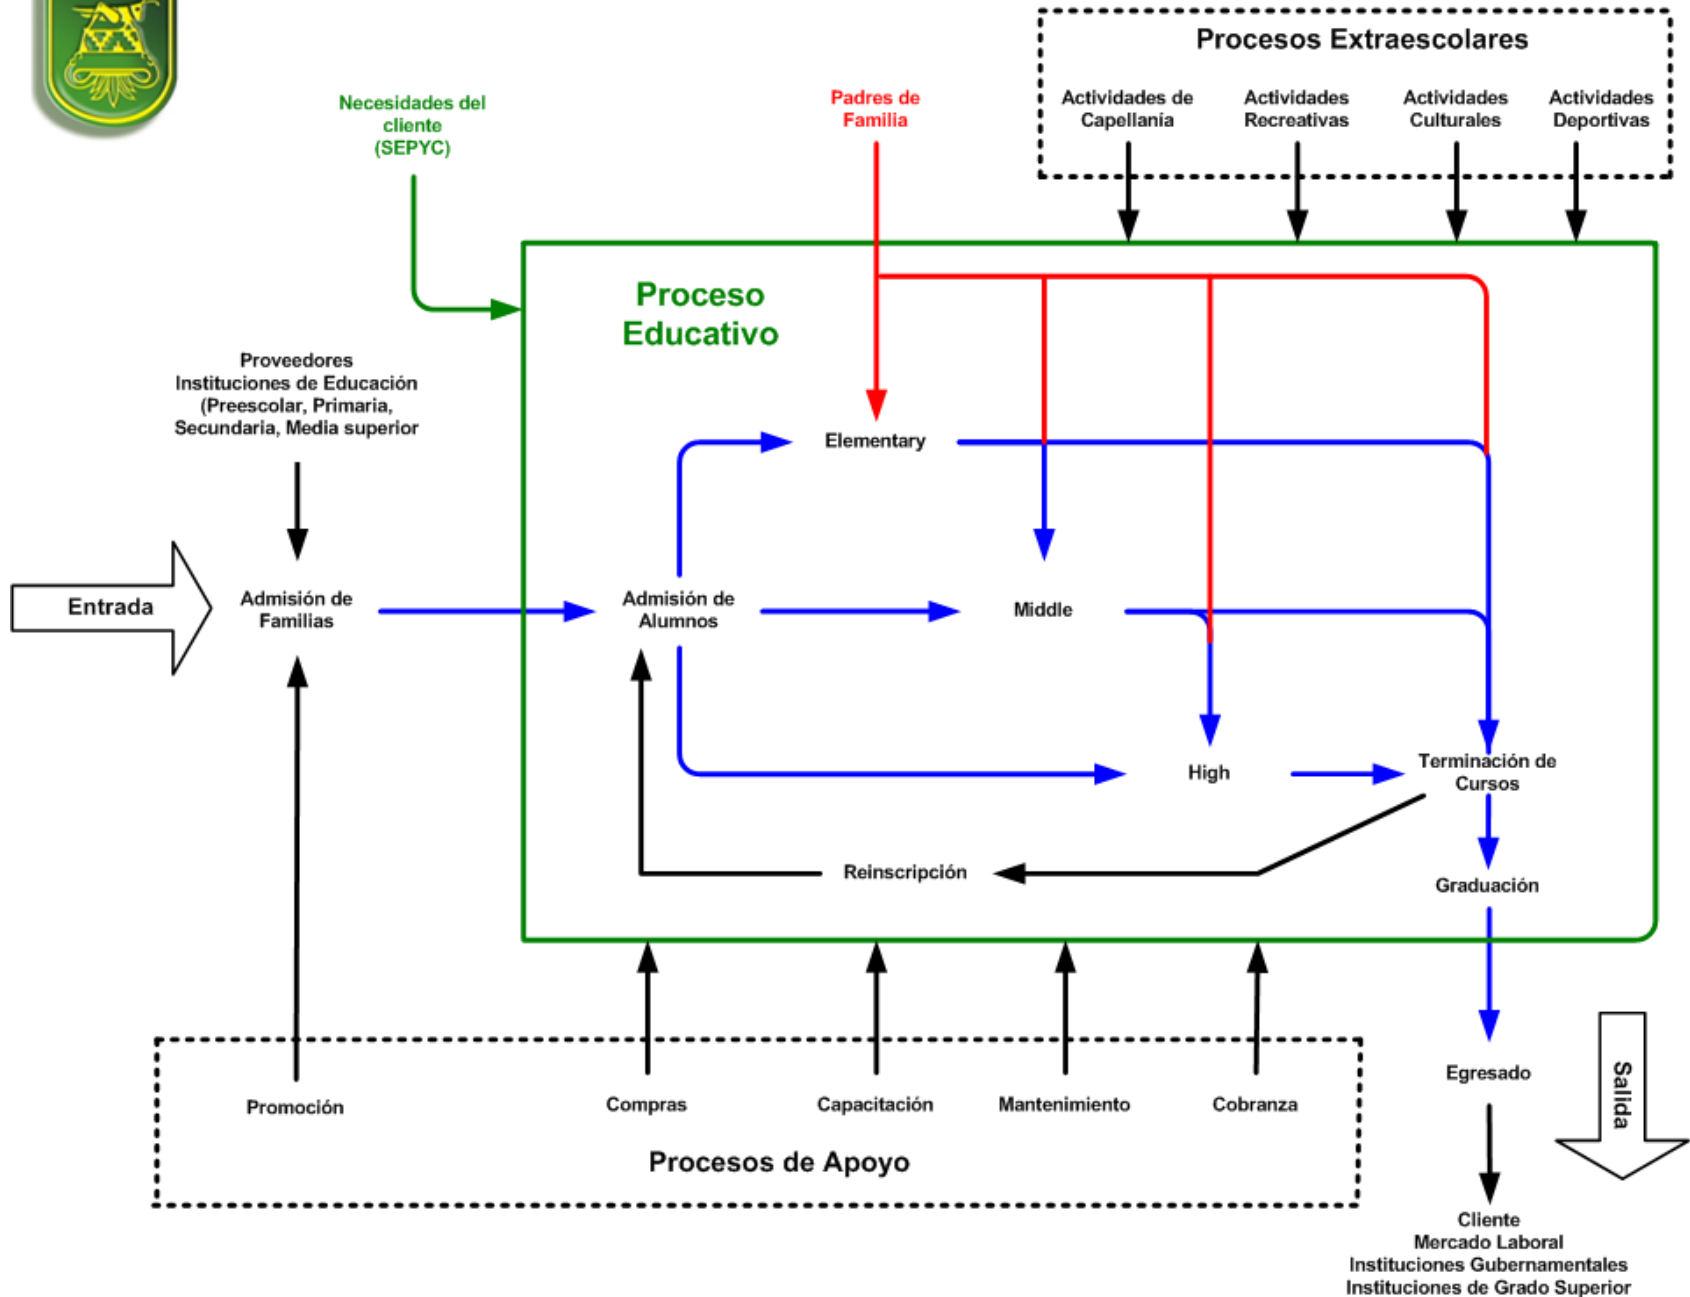 Procesos Extraescolares
Necesidades del
cliente
(SEPYC)
Padres de
Familia
Actividades de
Capellanía
Actividades
Recreativas
Actividades
Culturales
Actividades
Deportivas
Proceso
Educativo
Proveedores
Instituciones de Educación
(Preescolar, Primaria,
Secundaria, Media superior
Elementary
Entrada
Admisión de
Familias
Admisión de
Alumnos
Middle
High
Terminación de
Cursos
Reinscripción
Graduación
Egresado
Salida
Promoción
Compras
Capacitación
Mantenimiento
Cobranza
Procesos de Apoyo
Cliente
Mercado Laboral
Instituciones Gubernamentales
Instituciones de Grado Superior